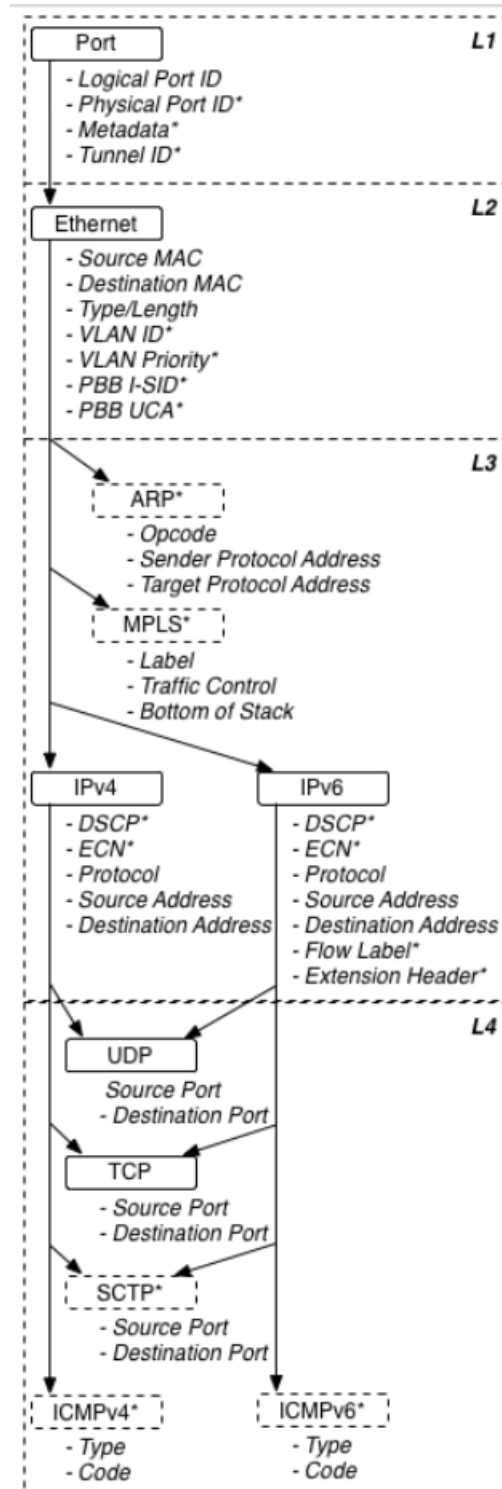 Port
L1
- Logical Port ID
- Physical Port ID*
- Metadata*
- Tunnel ID*
L2
Ethernet
- Source MAC
- Destination MAC
- Type/Length
- VLAN ID*
- VLAN Priority*
- PBB I-SID*
- PBB UCA*
L3
ARP*
- Opcode
- Sender Protocol Address
- Target Protocol Address
MPLS*
- Label
- Traffic Control
- Bottom of Stack
IPv4
- DSCP*
- ECN*
- Protocol
- Source Address
- Destination Address
IPv6
- DSCP*
- ECN*
- Protocol
- Source Address
- Destination Address
- Flow Label*
- Extension Header*
L4
UDP
Source Port
- Destination Port
TCP
- Source Port
- Destination Port
SCTP*
- Source Port
- Destination Port
ICMPv4*
- Type
- Code
ICMPv6*
- Type
- Code